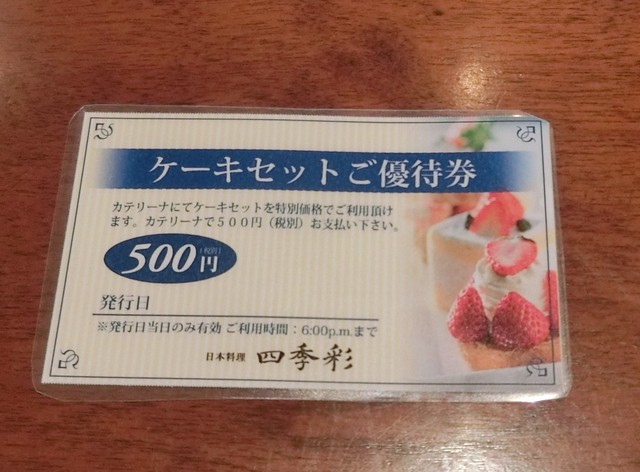 ケーキセットご優待券
カテリーナにてケーキセットを特別価格でご利用頂け
ます。カテリーナで500円（税別）お支払い下さい。
500（税別）円
発行日
※発行日当日のみ有効 ご利用時間：6:00p.m.まで
日本料理 四季彩